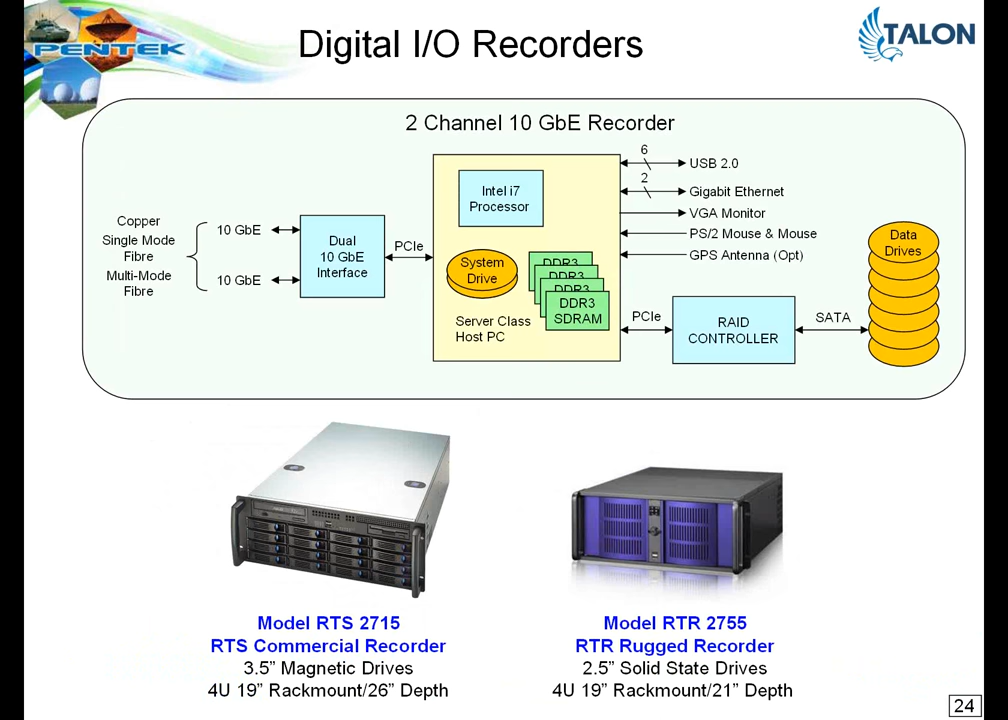 PENTEK
Digital I/O Recorders
TALON
2 Channel 10 GbE Recorder
Copper
Single Mode
Fibre
Multi-Mode
Fibre
10 GbE
10 GbE
Dual
10 GbE
Interface
PCIe
Intel i7
Processor
System
Drive
DDR3
DDR3
DDR3
DDR3
SDRAM
Server Class
Host PC
6
USB 2.0
2
Gigabit Ethernet
VGA Monitor
PS/2 Mouse & Mouse
GPS Antenna (Opt)
PCIe
RAID
CONTROLLER
SATA
Data
Drives
Model RTS 2715
RTS Commercial Recorder
3.5” Magnetic Drives
4U 19” Rackmount/26” Depth
Model RTR 2755
RTR Rugged Recorder
2.5” Solid State Drives
4U 19” Rackmount/21” Depth
24